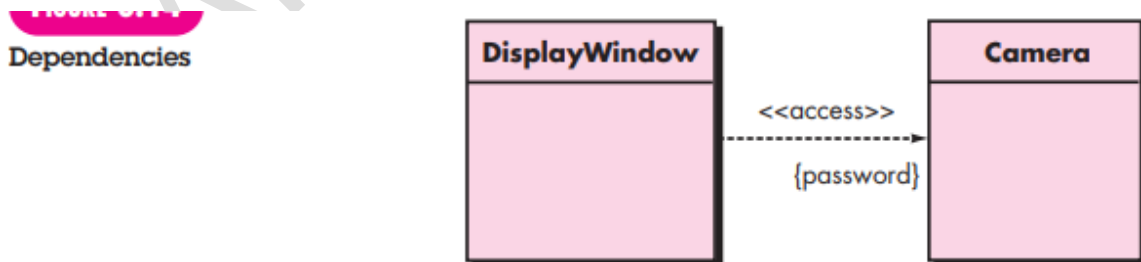 Dependencies
DisplayWindow
Camera
<<access>>
{password}